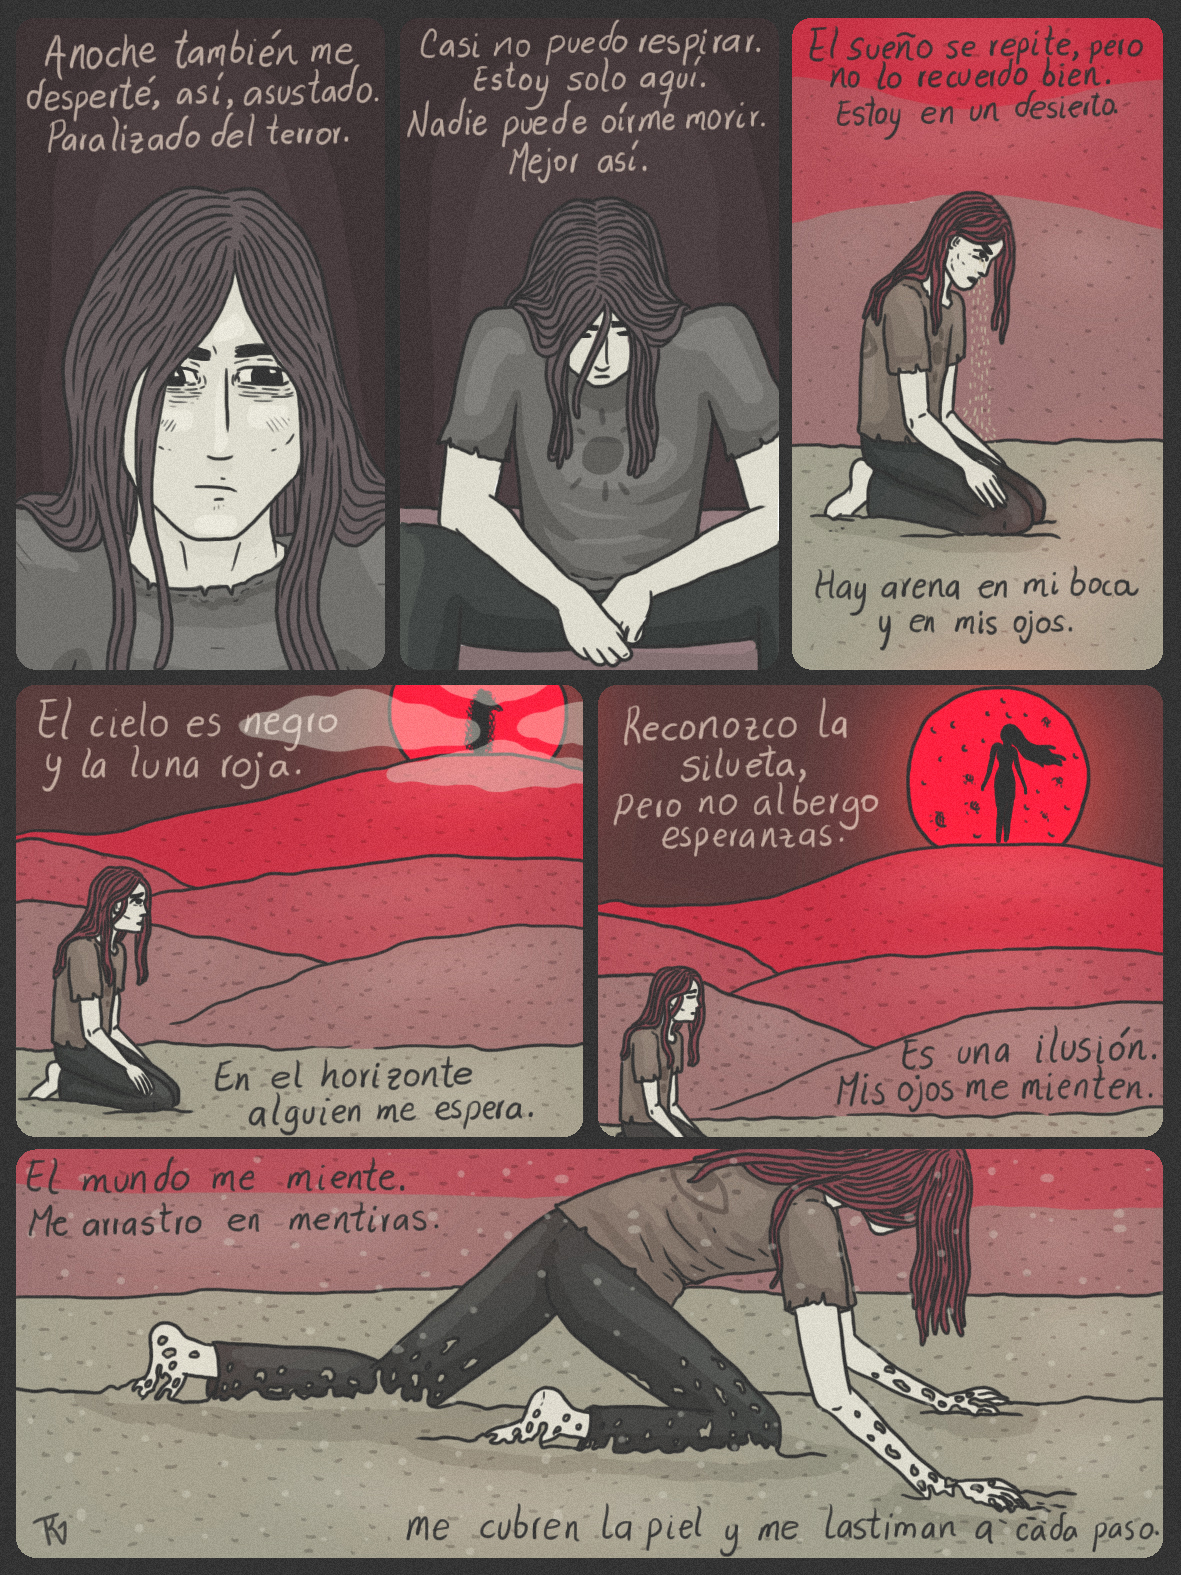 Anoche también me
desperté, así, asustado.
Paralizado del terror.
Casi no puedo respirar.
Estoy solo aquí.
Nadie puede oírme morir.
Mejor así.
El sueño se repite, pero
no lo recuerdo bien.
Estoy en un desierto.
Hay arena en mi boca
y en mis ojos.
El cielo es negro
y la luna roja.
En el horizonte
alguien me espera.
Reconozco la
silueta,
pero no albergo
esperanzas.
Es una ilusión.
Mis ojos me mienten.
El mundo me miente.
Me arrastro en mentiras.
me cubren la piel y me lastiman a cada paso.